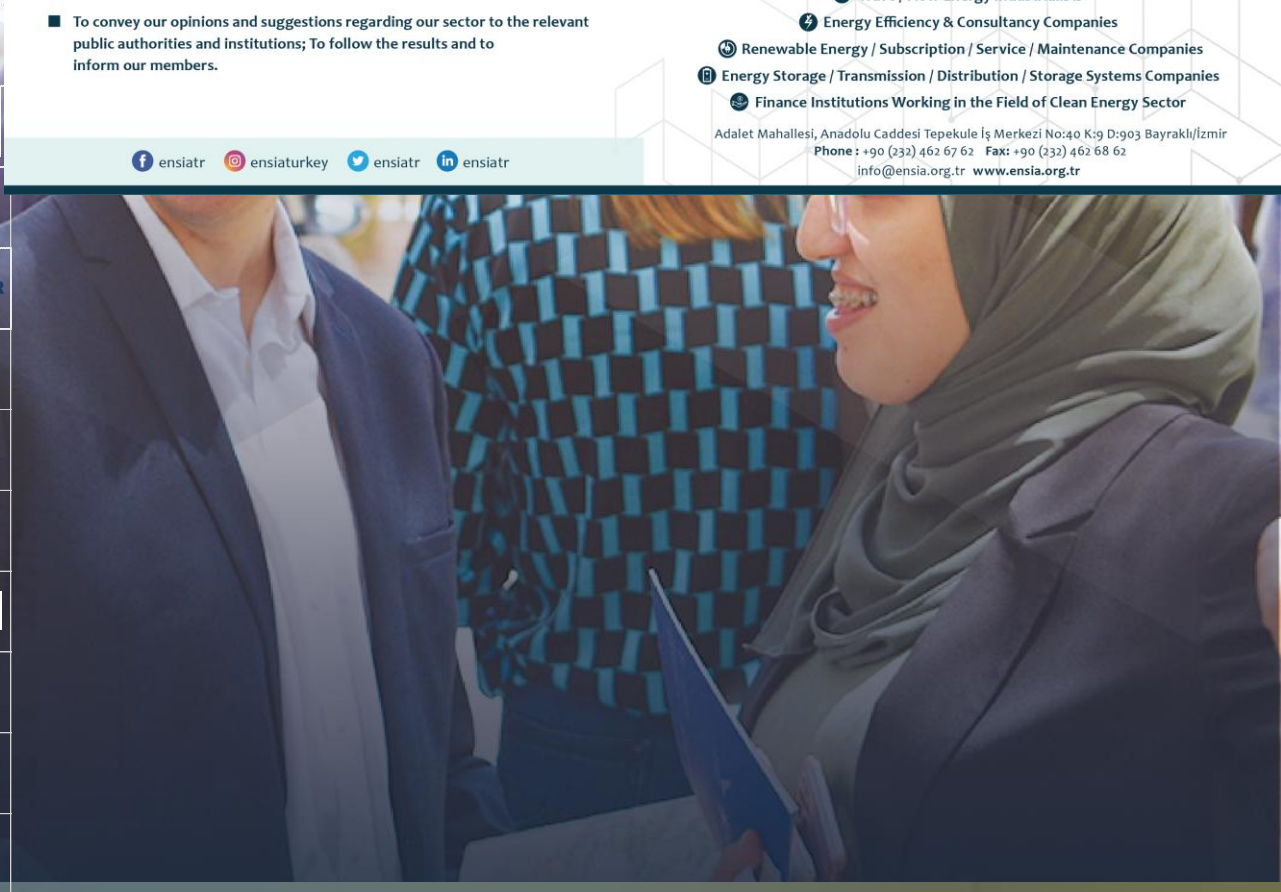 ■ To convey our opinions and suggestions regarding our sector to the relevant
public authorities and institutions; To follow the results and to
inform our members.
ensiatr ensiaturkey ensiatr ensiatr
Energy Efficiency & Consultancy Companies
Renewable Energy / Subscription / Service / Maintenance Companies
Energy Storage / Transmission / Distribution / Storage Systems Companies
Finance Institutions Working in the Field of Clean Energy Sector
Adalet Mahallesi, Anadolu Caddesi Tepekule İş Merkezi No:40 K:9 D:903 Bayraklı/İzmir
Phone : +90 (232) 462 67 62 Fax: +90 (232) 462 68 62
info@ensia.org.tr www.ensia.org.tr